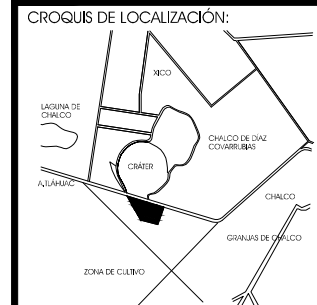 CROQUIS DE LOCALIZACIÓN:
XICO
LAGUNA DE
CHALCO
CHALCO DE DÍAZ
COVARRUBIAS
CRÁTER
A TLÁHUAC
CHALCO
GRANJAS DE CHALCO
ZONA DE CULTIVO